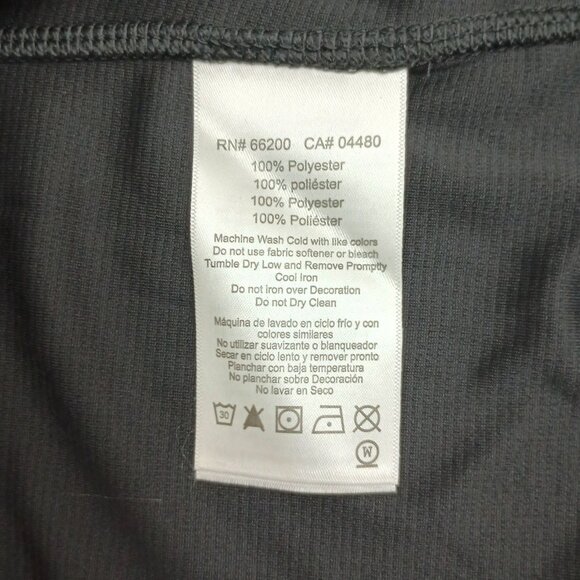 RN# 66200 CA# 04480
100% Polyester
100% poliéster
100% Polyester
100% Poliéster
Machine Wash Cold with like colors
Do not use fabric softener or bleach
Tumble Dry Low and Remove Promptly
Cool Iron
Do not iron over Decoration
Do not Dry Clean
Máquina de lavado en ciclo frío y con
colores similares
No utilizar suavizante o blanqueador
Secar en ciclo lento y remover pronto
Planchar con baja temperatura
No planchar sobre Decoración
No lavar en Seco
30
W